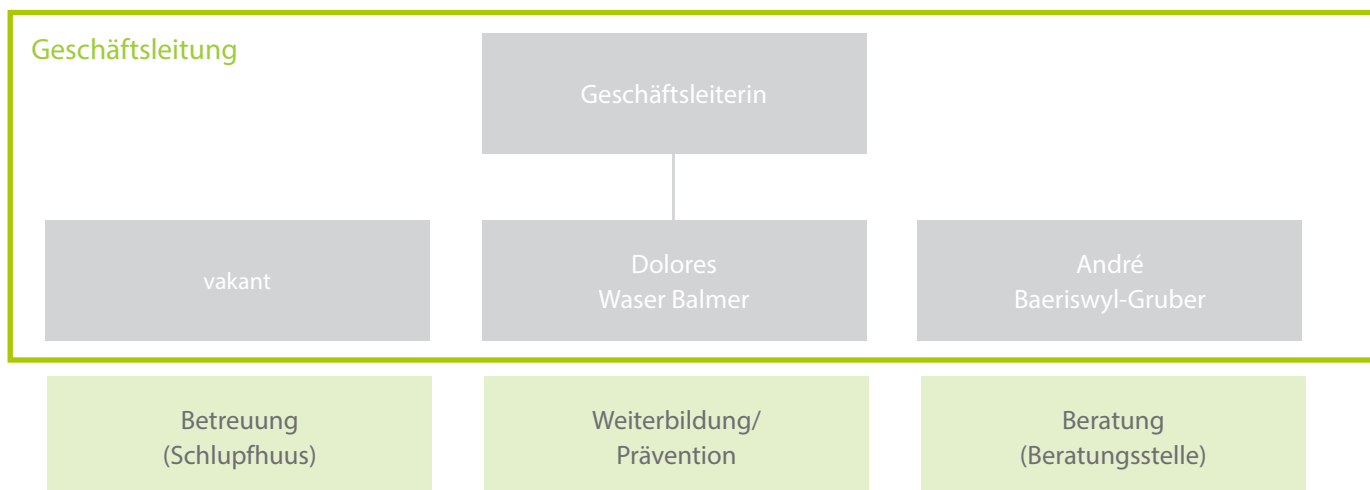 Geschäftsleitung
Geschäftsleiterin
vakant
Dolores
Waser Balmer
André
Baeriswyl-Gruber
Betreuung
(Schlupfhuus)
Weiterbildung/
Prävention
Beratung
(Beratungsstelle)